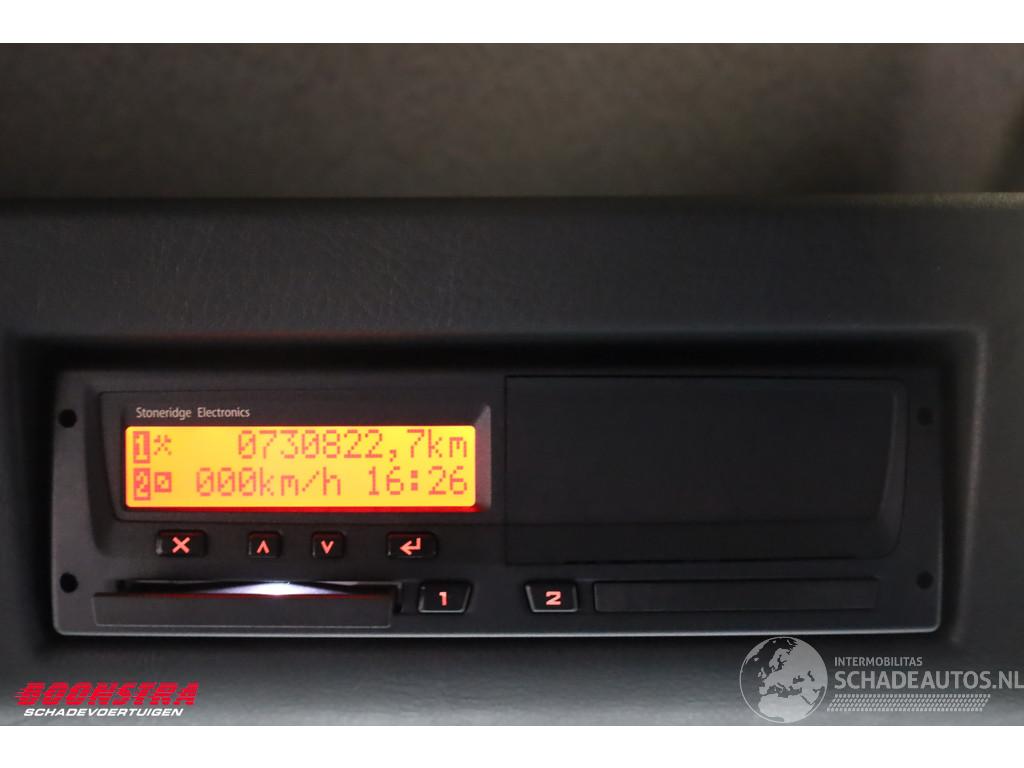 Stoneridge Electronics
1 0730822,7km
2 000km/h 16:26
1 2
BOONSTRA
SCHADEVOERTUIGEN
INTERMOBILITAS
SCHADEAUTOS.NL